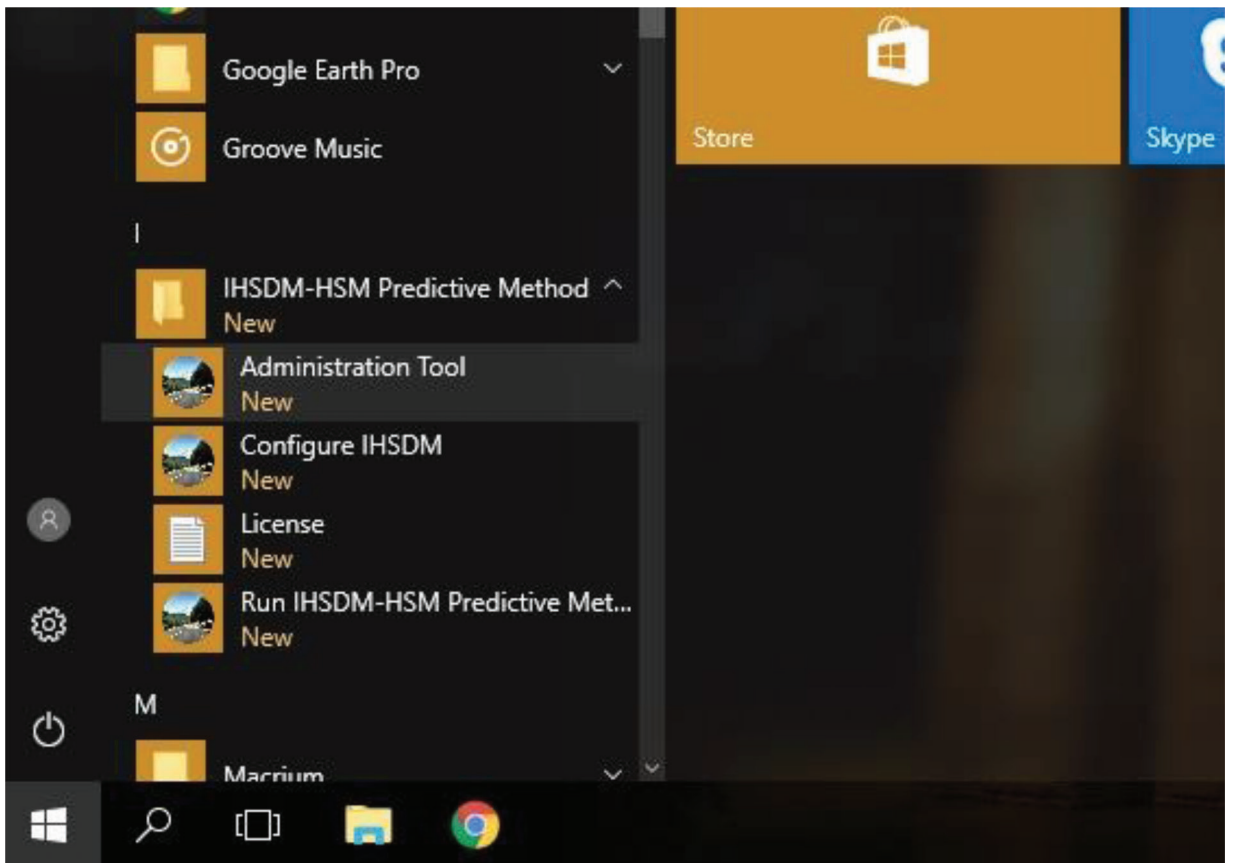 Google Earth Pro
Groove Music
I
IHSDM-HSM Predictive Method
New
Administration Tool
New
Configure IHSDM
New
License
New
Run IHSDM-HSM Predictive Met...
New
M
Macrium
Store
Skype